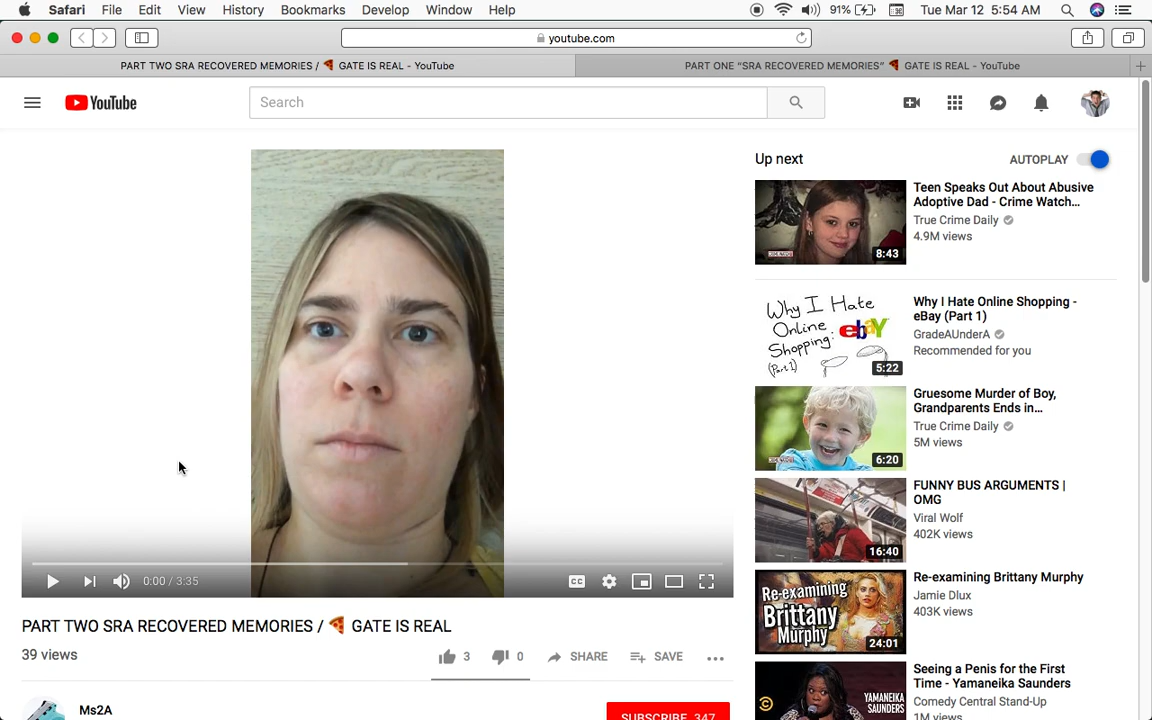 Safari File Edit View History Bookmarks Develop Window Help 91% Tue Mar 12 5:54 AM
youtube.com
PART TWO SRA RECOVERED MEMORIES / 🍕 GATE IS REAL - YouTube
PART ONE “SRA RECOVERED MEMORIES” 🍕 GATE IS REAL - YouTube
YouTube
Search
Up next
AUTOPLAY
Teen Speaks Out About Abusive
Adoptive Dad - Crime Watch...
True Crime Daily
4.9M views
8:43
Why I Hate
Online
Shopping:
ebay
(Part 1)
5:22
Why I Hate Online Shopping -
eBay (Part 1)
GradeAUnderA
Recommended for you
Gruesome Murder of Boy,
Grandparents Ends in...
True Crime Daily
5M views
6:20
FUNNY BUS ARGUMENTS |
OMG
Viral Wolf
402K views
16:40
Re-examining
Brittany
Murphy
24:01
Re-examining Brittany Murphy
Jamie Dlux
403K views
Seeing a Penis for the First
Time - Yamaneika Saunders
Comedy Central Stand-Up
1M views
YAMANEIKA
SAUNDERS
0:00 / 3:35
CC
PART TWO SRA RECOVERED MEMORIES / 🍕 GATE IS REAL
39 views
3 0 SHARE SAVE
Ms2A
SUBSCRIBE 347